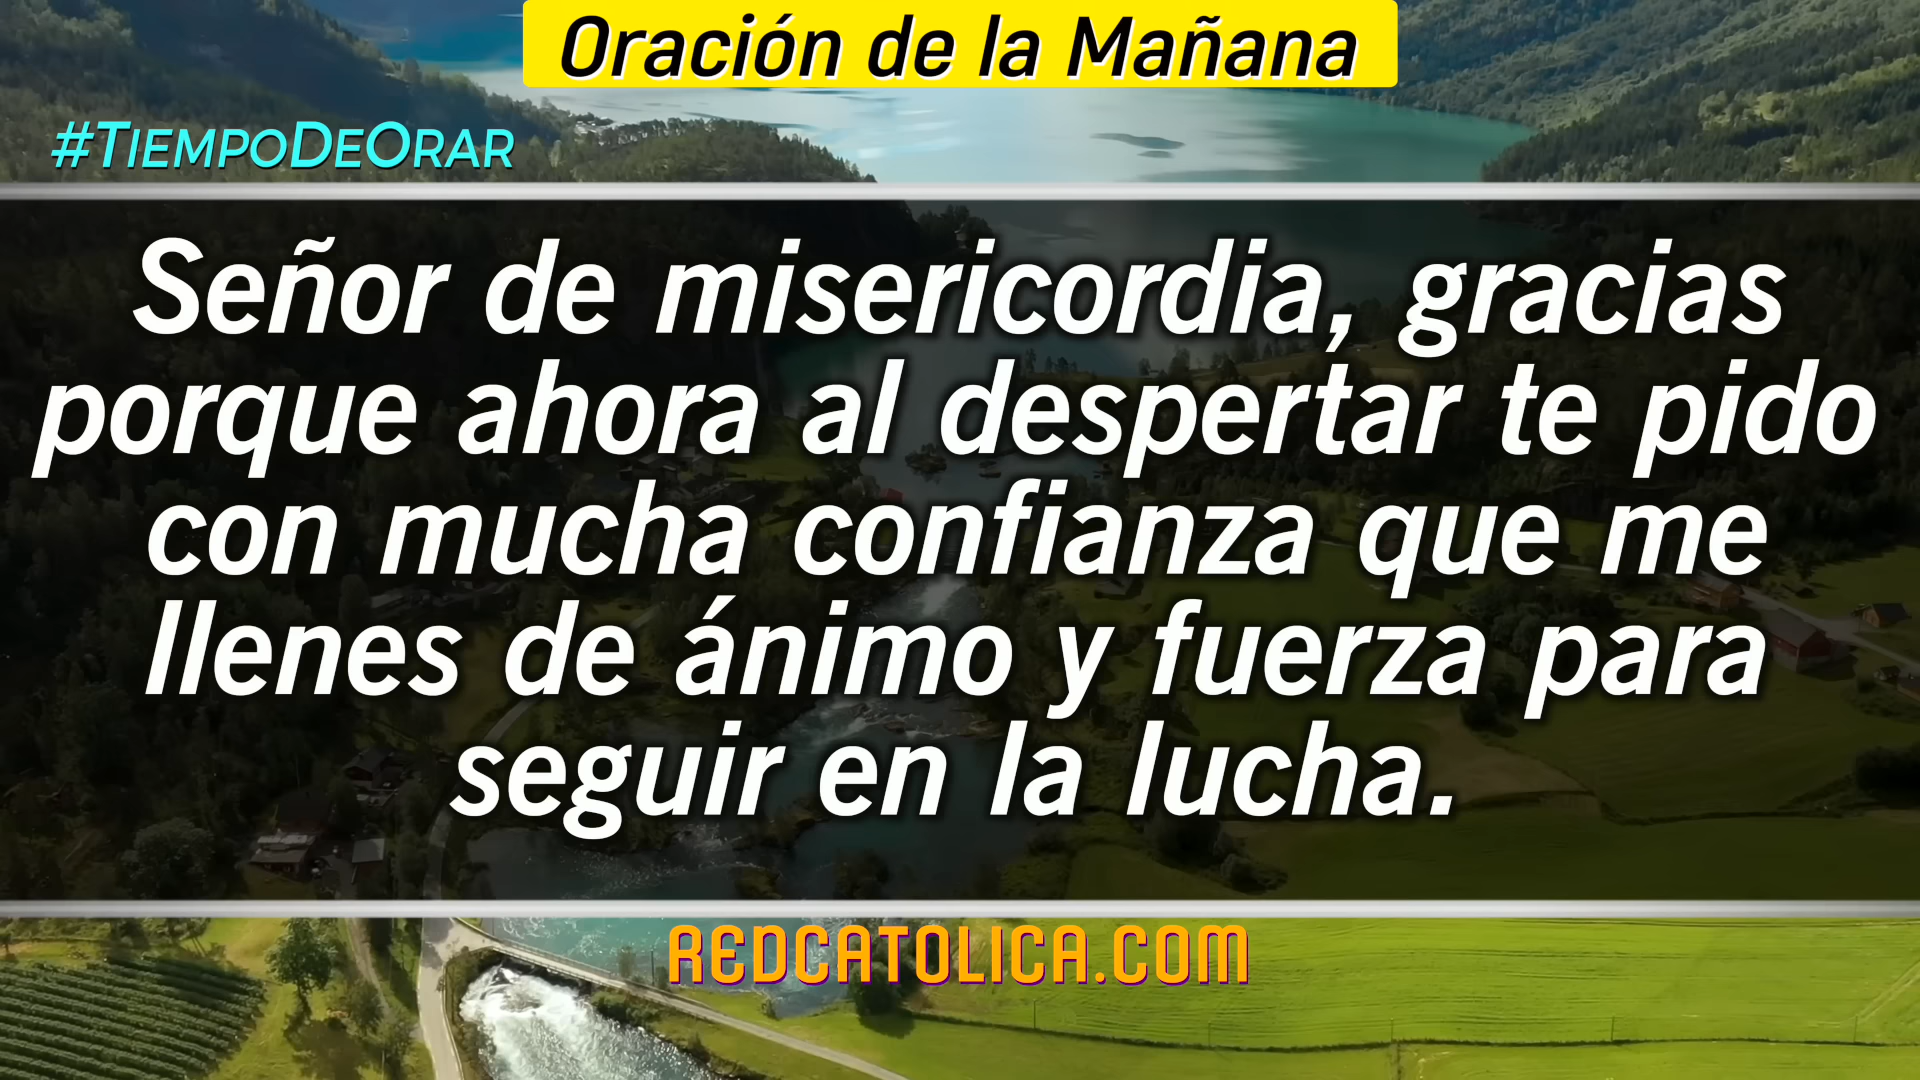 Oración de la Mañana
#TiempoDeOrar
Señor de misericordia, gracias
porque ahora al despertar te pido
con mucha confianza que me
llenes de ánimo y fuerza para
seguir en la lucha.
REDCATOLICA.COM